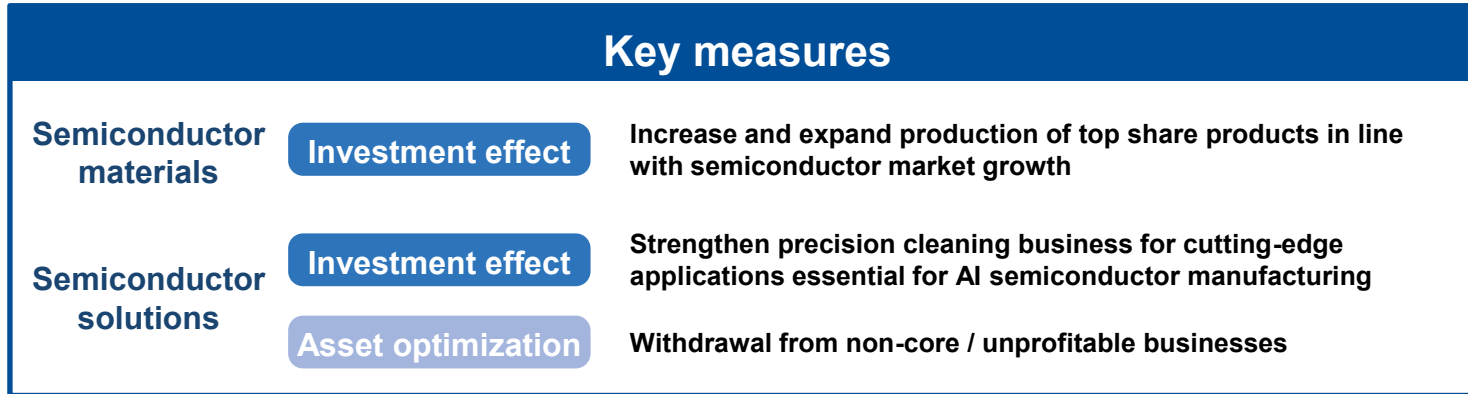 Key measures
Semiconductor
materials
Investment effect
Increase and expand production of top share products in line
with semiconductor market growth
Semiconductor
solutions
Investment effect
Strengthen precision cleaning business for cutting-edge
applications essential for AI semiconductor manufacturing
Asset optimization
Withdrawal from non-core / unprofitable businesses